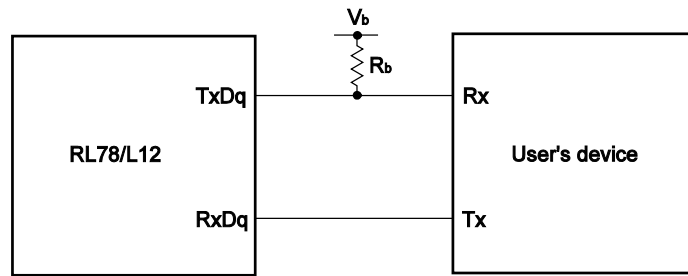 Vb
Rb
TxDq
Rx
RL78/L12
User's device
RxDq
Tx